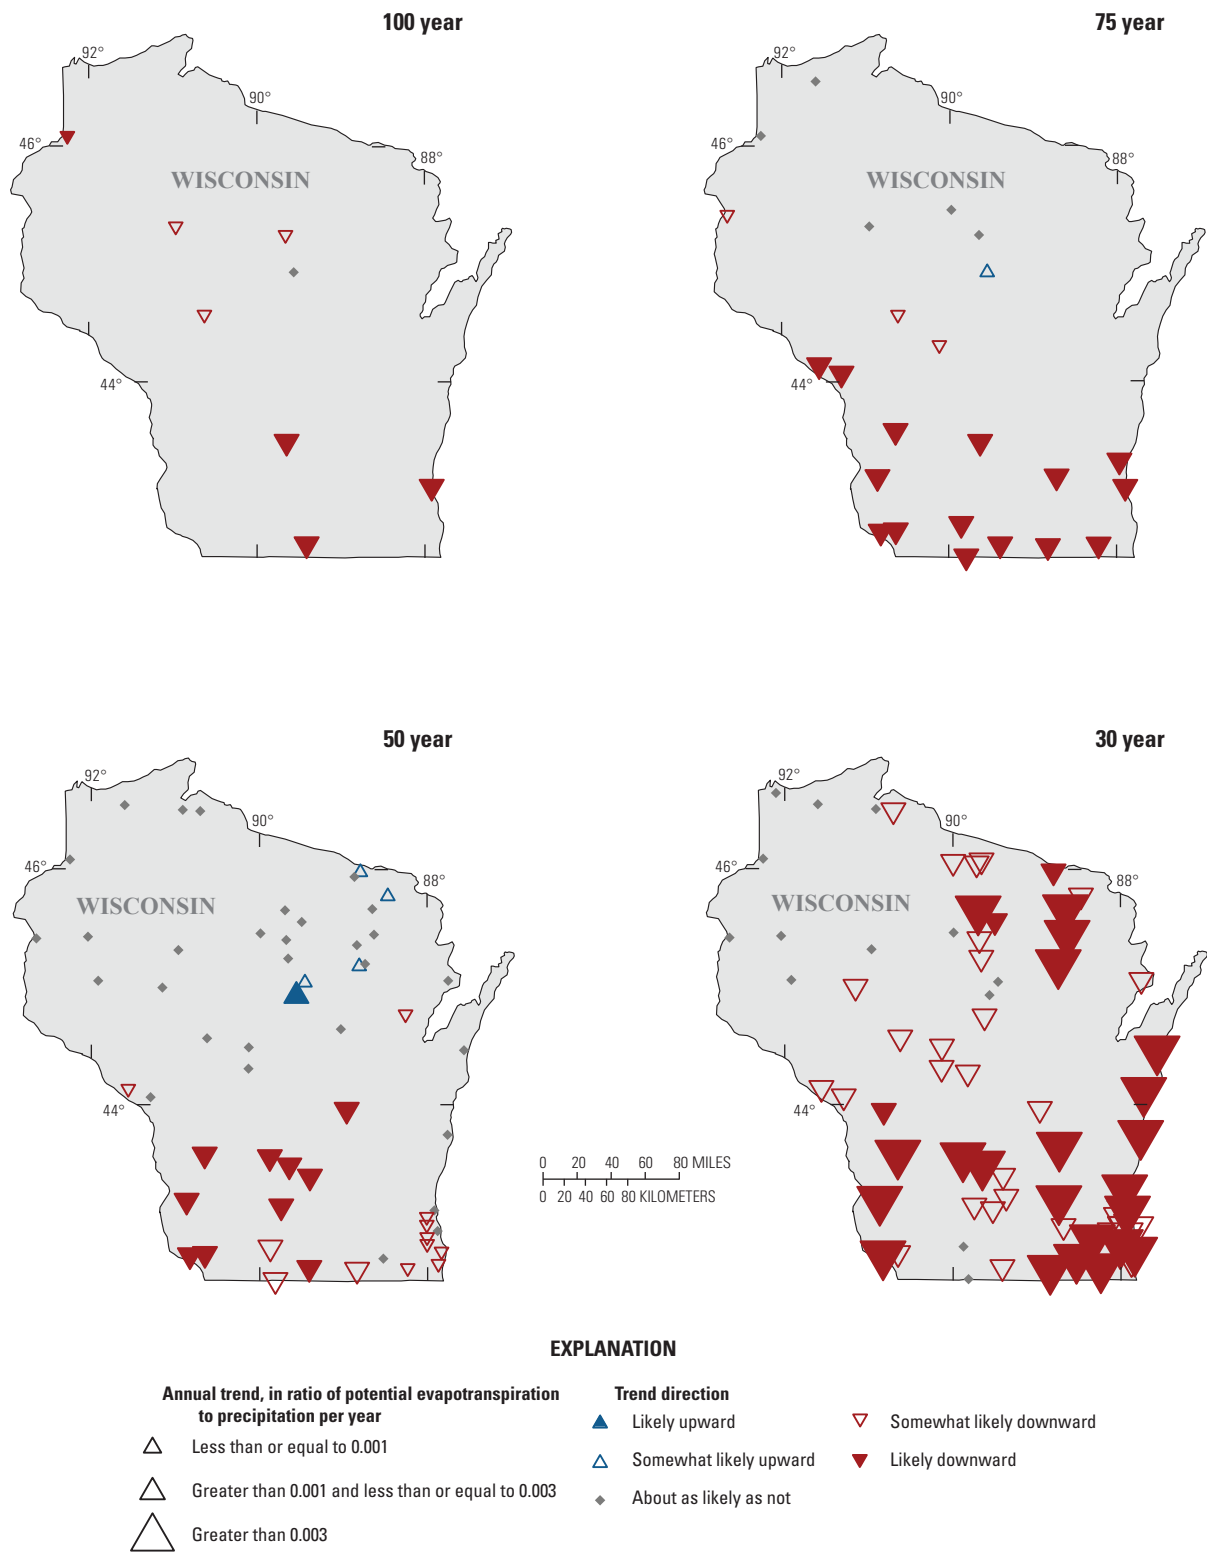 100 year
92°
90°
46°
88°
WISCONSIN
44°
75 year
92°
90°
46°
88°
WISCONSIN
44°
50 year
92°
90°
46°
88°
WISCONSIN
44°
30 year
92°
90°
46°
88°
WISCONSIN
44°
0 20 40 60 80 MILES
0 20 40 60 80 KILOMETERS
EXPLANATION
Annual trend, in ratio of potential evapotranspiration
to precipitation per year
Less than or equal to 0.001
Greater than 0.001 and less than or equal to 0.003
Greater than 0.003
Trend direction
Likely upward
Somewhat likely upward
About as likely as not
Somewhat likely downward
Likely downward